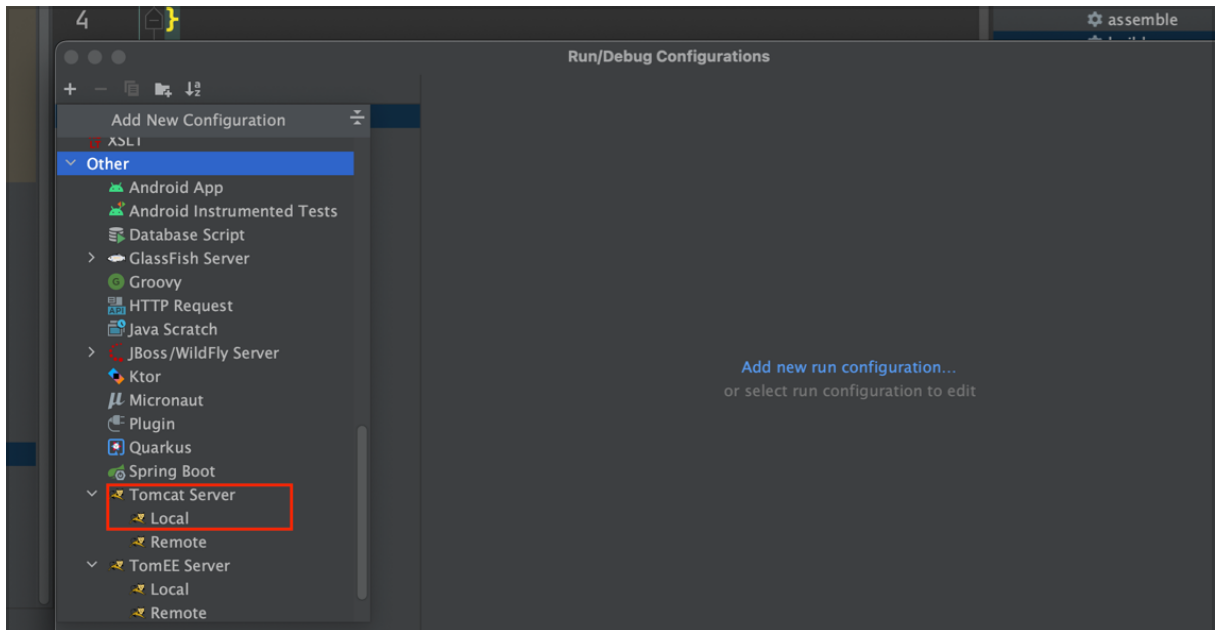 4
}
assemble
Run/Debug Configurations
Add New Configuration
XSLT
Other
Android App
Android Instrumented Tests
Database Script
GlassFish Server
Groovy
HTTP Request
Java Scratch
JBoss/WildFly Server
Ktor
Micronaut
Plugin
Quarkus
Spring Boot
Tomcat Server
Local
Remote
TomEE Server
Local
Remote
Add new run configuration...
or select run configuration to edit